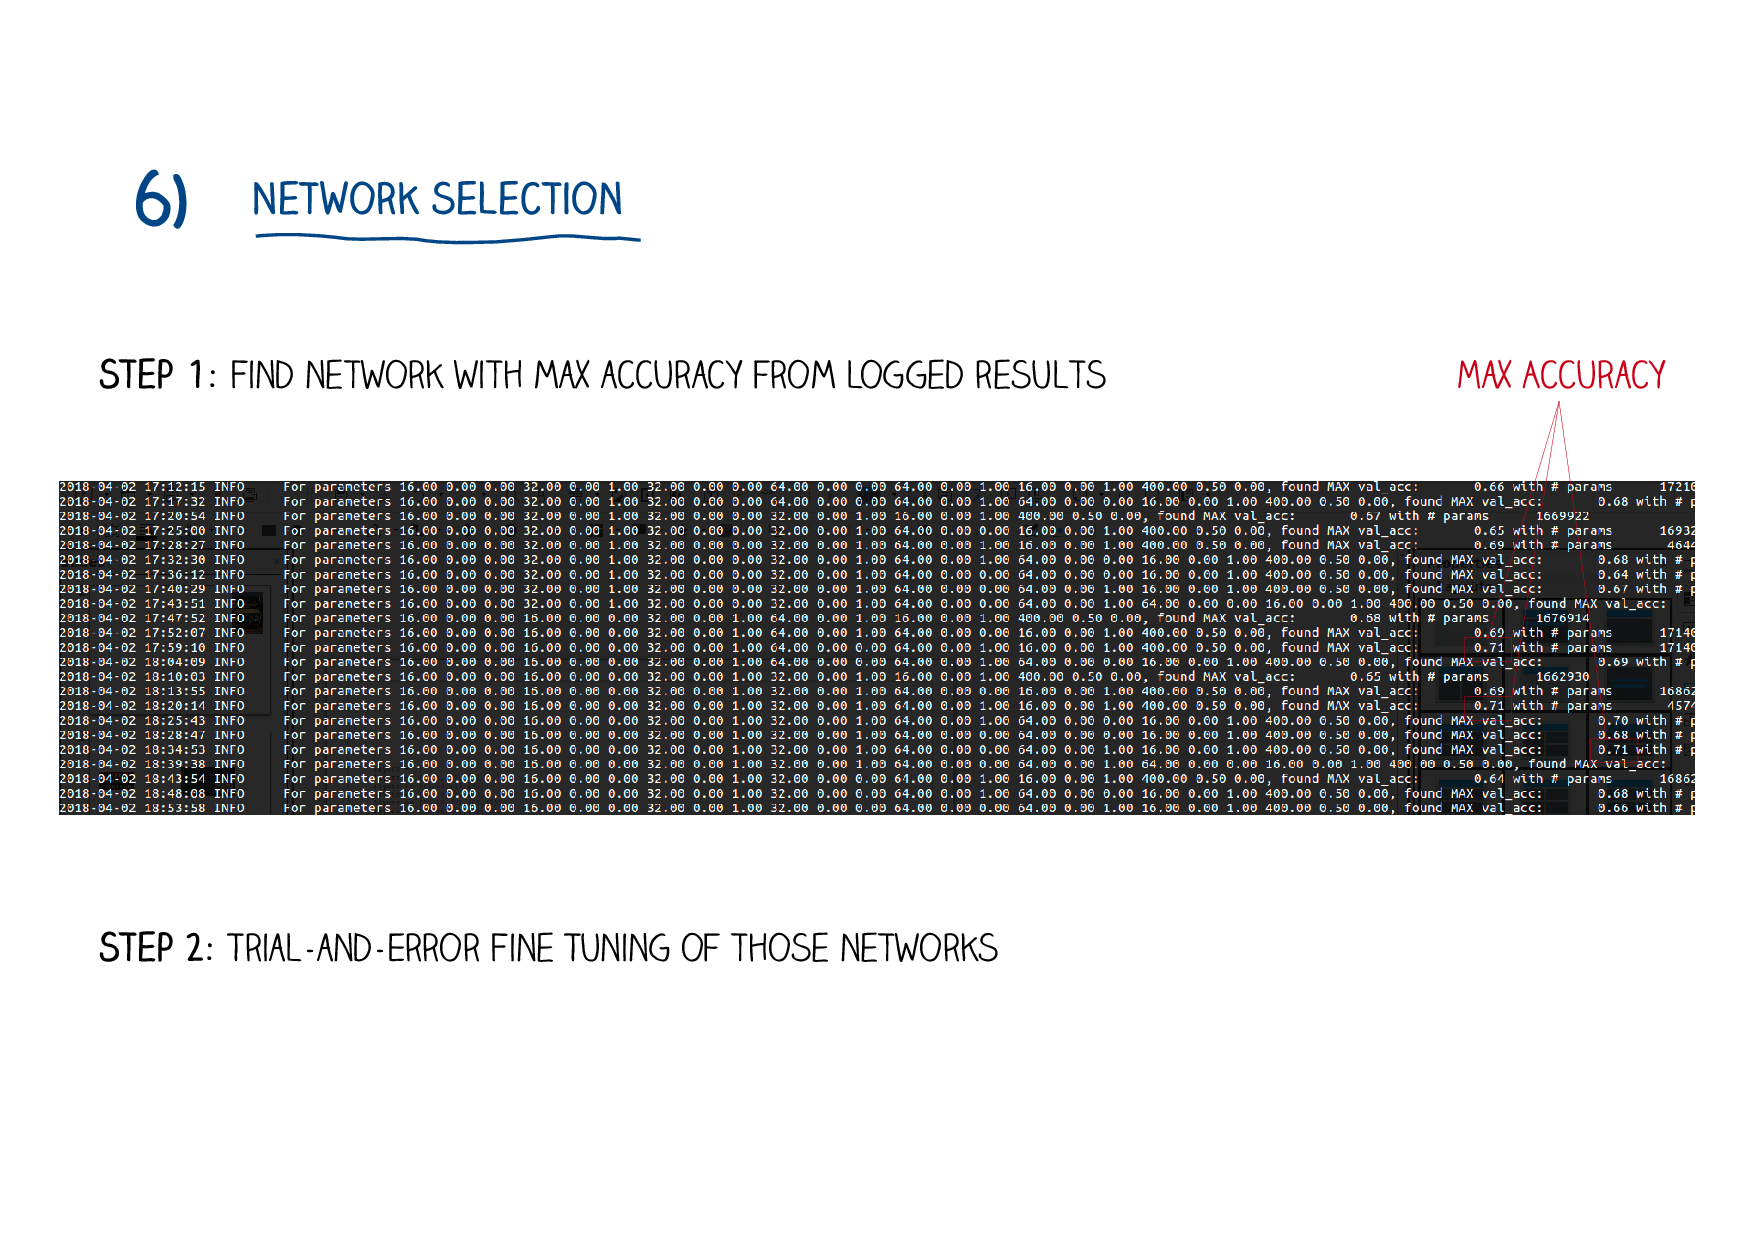 6) NETWORK SELECTION
STEP 1: FIND NETWORK WITH MAX ACCURACY FROM LOGGED RESULTS
MAX ACCURACY
2018-04-02 17:12:15 INFO For parameters 16.00 0.00 0.00 32.00 0.00 1.00 32.00 0.00 0.00 64.00 0.00 0.00 64.00 0.00 1.00 16.00 0.00 1.00 400.00 0.50 0.00, found MAX val_acc: 0.66 with # params 17210
2018-04-02 17:17:32 INFO For parameters 16.00 0.00 0.00 32.00 0.00 1.00 32.00 0.00 0.00 64.00 0.00 0.00 64.00 0.00 1.00 64.00 0.00 0.00 16.00 0.00 1.00 400.00 0.50 0.00, found MAX val_acc: 0.68 with # p
2018-04-02 17:20:54 INFO For parameters 16.00 0.00 0.00 32.00 0.00 1.00 32.00 0.00 0.00 32.00 0.00 1.00 16.00 0.00 1.00 400.00 0.50 0.00, found MAX val_acc: 0.67 with # params 1669922
2018-04-02 17:25:00 INFO For parameters 16.00 0.00 0.00 32.00 0.00 1.00 32.00 0.00 0.00 32.00 0.00 1.00 64.00 0.00 0.00 16.00 0.00 1.00 400.00 0.50 0.00, found MAX val_acc: 0.65 with # params 16932
2018-04-02 17:28:27 INFO For parameters 16.00 0.00 0.00 32.00 0.00 1.00 32.00 0.00 0.00 32.00 0.00 1.00 64.00 0.00 1.00 16.00 0.00 1.00 400.00 0.50 0.00, found MAX val_acc: 0.69 with # params 4644
2018-04-02 17:32:30 INFO For parameters 16.00 0.00 0.00 32.00 0.00 1.00 32.00 0.00 0.00 32.00 0.00 1.00 64.00 0.00 1.00 64.00 0.00 0.00 16.00 0.00 1.00 400.00 0.50 0.00, found MAX val_acc: 0.68 with # p
2018-04-02 17:36:12 INFO For parameters 16.00 0.00 0.00 32.00 0.00 1.00 32.00 0.00 0.00 32.00 0.00 1.00 64.00 0.00 0.00 64.00 0.00 0.00 16.00 0.00 1.00 400.00 0.50 0.00, found MAX val_acc: 0.64 with # p
2018-04-02 17:40:29 INFO For parameters 16.00 0.00 0.00 32.00 0.00 1.00 32.00 0.00 0.00 32.00 0.00 1.00 64.00 0.00 0.00 64.00 0.00 1.00 16.00 0.00 1.00 400.00 0.50 0.00, found MAX val_acc: 0.67 with # p
2018-04-02 17:43:51 INFO For parameters 16.00 0.00 0.00 32.00 0.00 1.00 32.00 0.00 0.00 32.00 0.00 1.00 64.00 0.00 0.00 64.00 0.00 1.00 64.00 0.00 0.00 16.00 0.00 1.00 400.00 0.50 0.00, found MAX val_acc:
2018-04-02 17:47:52 INFO For parameters 16.00 0.00 0.00 16.00 0.00 0.00 32.00 0.00 1.00 64.00 0.00 1.00 16.00 0.00 1.00 400.00 0.50 0.00, found MAX val_acc: 0.68 with # params 1676914
2018-04-02 17:52:07 INFO For parameters 16.00 0.00 0.00 16.00 0.00 0.00 32.00 0.00 1.00 64.00 0.00 1.00 64.00 0.00 0.00 16.00 0.00 1.00 400.00 0.50 0.00, found MAX val_acc: 0.69 with # params 17140
2018-04-02 17:59:10 INFO For parameters 16.00 0.00 0.00 16.00 0.00 0.00 32.00 0.00 1.00 64.00 0.00 0.00 64.00 0.00 1.00 16.00 0.00 1.00 400.00 0.50 0.00, found MAX val_acc: 0.71 with # params 17140
2018-04-02 18:04:09 INFO For parameters 16.00 0.00 0.00 16.00 0.00 0.00 32.00 0.00 1.00 64.00 0.00 0.00 64.00 0.00 1.00 64.00 0.00 0.00 16.00 0.00 1.00 400.00 0.50 0.00, found MAX val_acc: 0.69 with # p
2018-04-02 18:10:03 INFO For parameters 16.00 0.00 0.00 16.00 0.00 0.00 32.00 0.00 1.00 32.00 0.00 1.00 16.00 0.00 1.00 400.00 0.50 0.00, found MAX val_acc: 0.65 with # params 1662930
2018-04-02 18:13:55 INFO For parameters 16.00 0.00 0.00 16.00 0.00 0.00 32.00 0.00 1.00 32.00 0.00 1.00 64.00 0.00 0.00 16.00 0.00 1.00 400.00 0.50 0.00, found MAX val_acc: 0.69 with # params 16862
2018-04-02 18:20:14 INFO For parameters 16.00 0.00 0.00 16.00 0.00 0.00 32.00 0.00 1.00 32.00 0.00 1.00 64.00 0.00 1.00 16.00 0.00 1.00 400.00 0.50 0.00, found MAX val_acc: 0.71 with # params 4574
2018-04-02 18:25:43 INFO For parameters 16.00 0.00 0.00 16.00 0.00 0.00 32.00 0.00 1.00 32.00 0.00 1.00 64.00 0.00 1.00 64.00 0.00 0.00 16.00 0.00 1.00 400.00 0.50 0.00, found MAX val_acc: 0.70 with # p
2018-04-02 18:28:47 INFO For parameters 16.00 0.00 0.00 16.00 0.00 0.00 32.00 0.00 1.00 32.00 0.00 1.00 64.00 0.00 0.00 64.00 0.00 0.00 16.00 0.00 1.00 400.00 0.50 0.00, found MAX val_acc: 0.68 with # p
2018-04-02 18:34:53 INFO For parameters 16.00 0.00 0.00 16.00 0.00 0.00 32.00 0.00 1.00 32.00 0.00 1.00 64.00 0.00 0.00 64.00 0.00 1.00 16.00 0.00 1.00 400.00 0.50 0.00, found MAX val_acc: 0.71 with # p
2018-04-02 18:39:38 INFO For parameters 16.00 0.00 0.00 16.00 0.00 0.00 32.00 0.00 1.00 32.00 0.00 1.00 64.00 0.00 0.00 64.00 0.00 1.00 64.00 0.00 0.00 16.00 0.00 1.00 400.00 0.50 0.00, found MAX val_acc:
2018-04-02 18:43:54 INFO For parameters 16.00 0.00 0.00 16.00 0.00 0.00 32.00 0.00 1.00 32.00 0.00 0.00 64.00 0.00 1.00 16.00 0.00 1.00 400.00 0.50 0.00, found MAX val_acc: 0.64 with # params 16862
2018-04-02 18:48:08 INFO For parameters 16.00 0.00 0.00 16.00 0.00 0.00 32.00 0.00 1.00 32.00 0.00 0.00 64.00 0.00 1.00 64.00 0.00 0.00 16.00 0.00 1.00 400.00 0.50 0.00, found MAX val_acc: 0.68 with # p
2018-04-02 18:53:58 INFO For parameters 16.00 0.00 0.00 16.00 0.00 0.00 32.00 0.00 1.00 32.00 0.00 0.00 64.00 0.00 0.00 64.00 0.00 1.00 16.00 0.00 1.00 400.00 0.50 0.00, found MAX val_acc: 0.66 with # p
STEP 2: TRIAL-AND-ERROR FINE TUNING OF THOSE NETWORKS